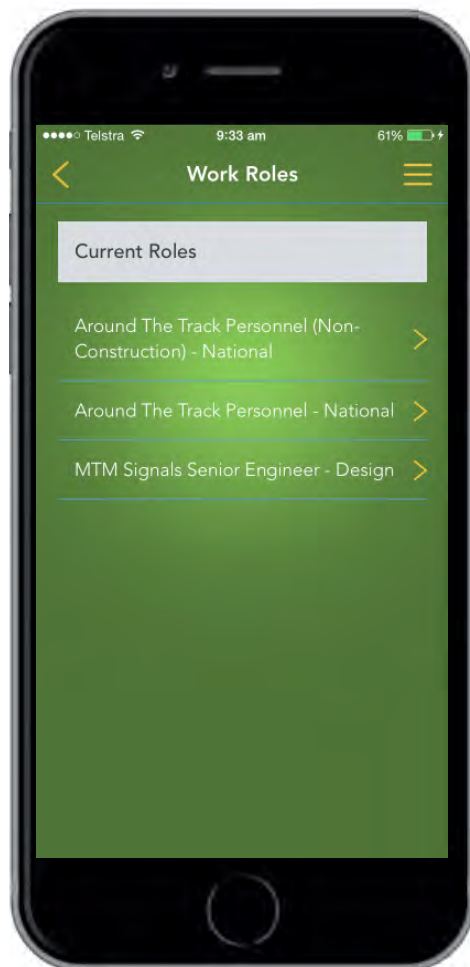 Telstra 9:33 am 61%
Work Roles
Current Roles
Around The Track Personnel (Non-
Construction) - National
Around The Track Personnel - National
MTM Signals Senior Engineer - Design